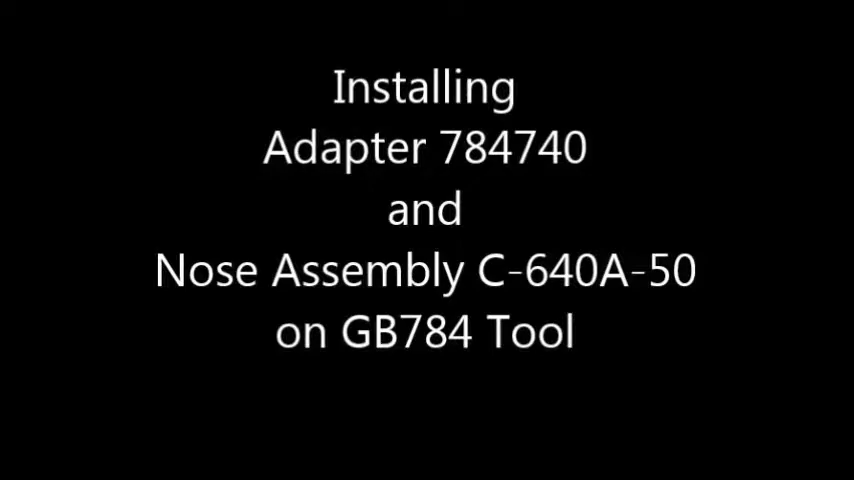 Installing
Adapter 784740
and
Nose Assembly C-640A-50
on GB784 Tool